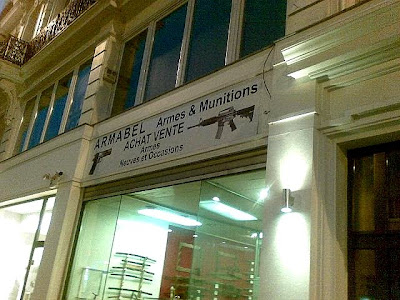 ARMABEL Armes & Munitions
ACHAT VENTE
Armes
Neuves et Occasions